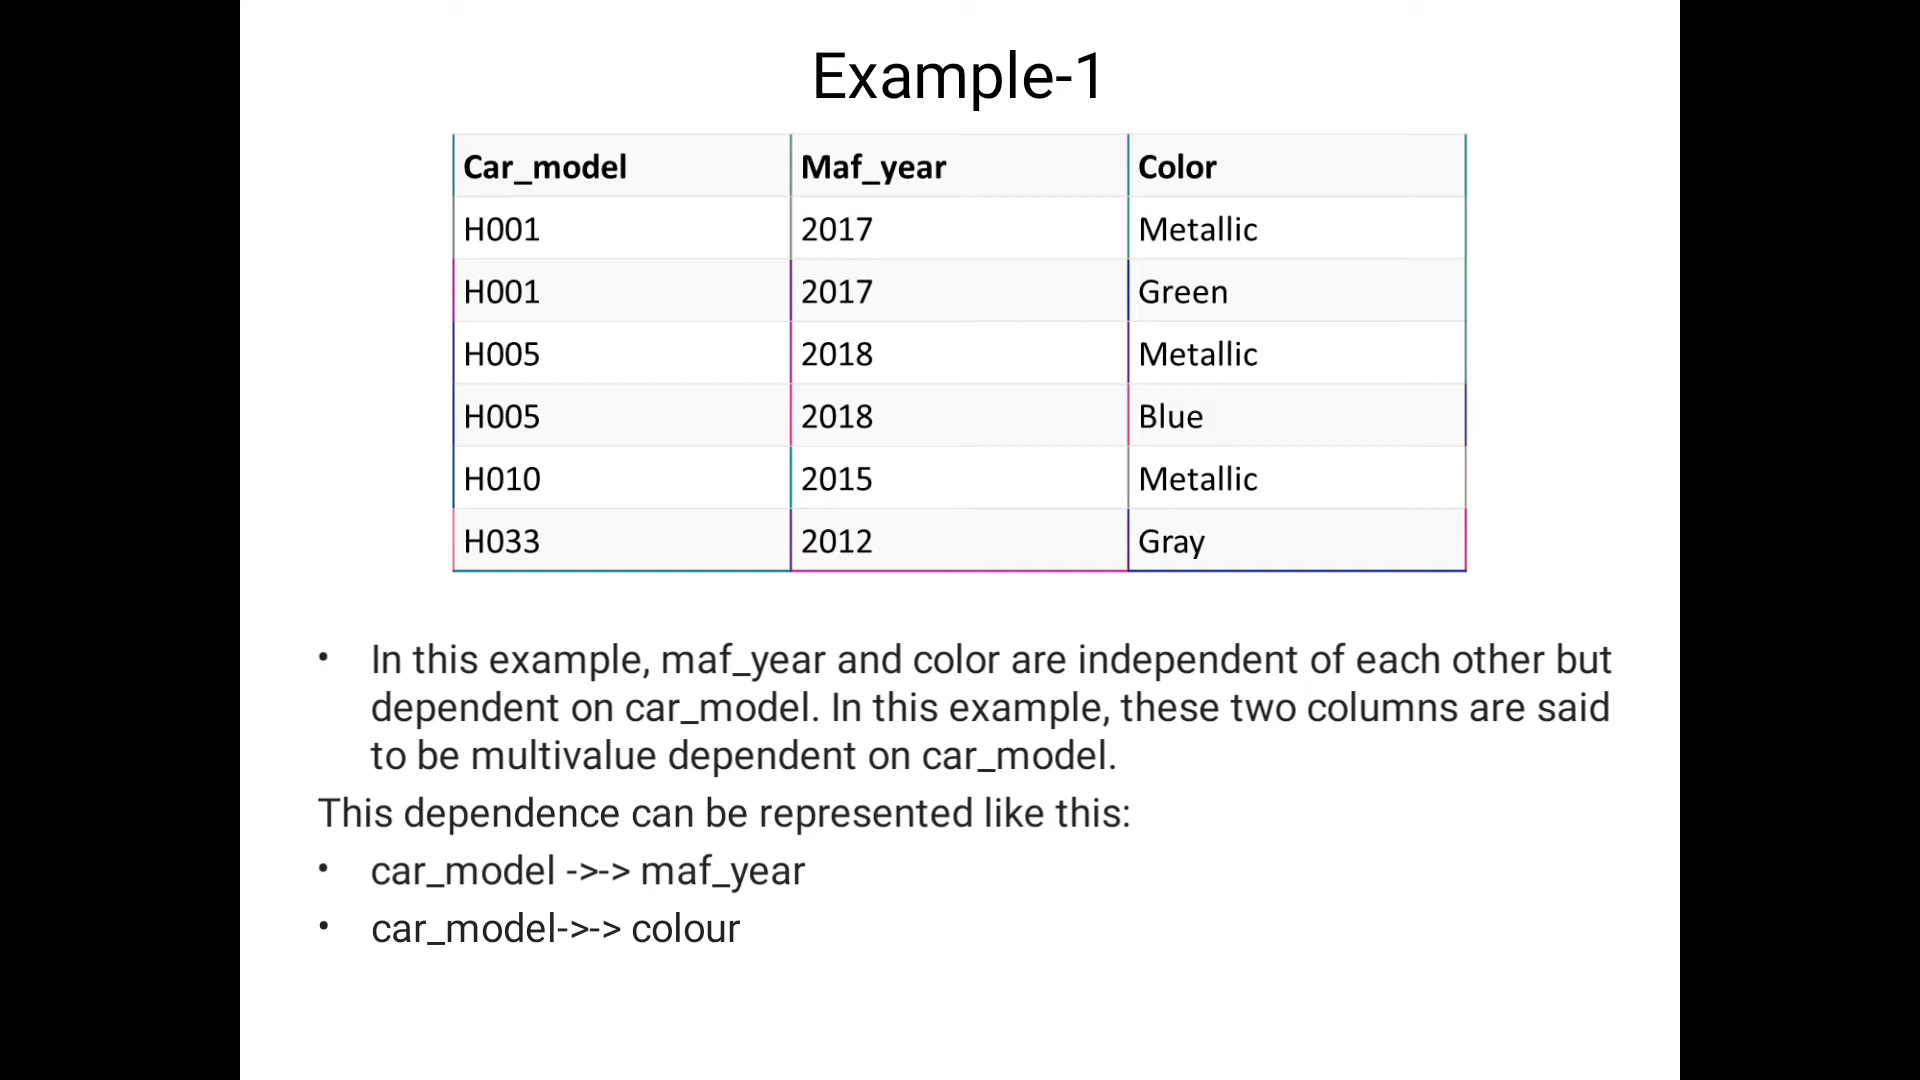 Example-1
Car_model Maf_year Color
H001 2017 Metallic
H001 2017 Green
H005 2018 Metallic
H005 2018 Blue
H010 2015 Metallic
H033 2012 Gray
• In this example, maf_year and color are independent of each other but
dependent on car_model. In this example, these two columns are said
to be multivalue dependent on car_model.
This dependence can be represented like this:
• car_model ->-> maf_year
• car_model->-> colour